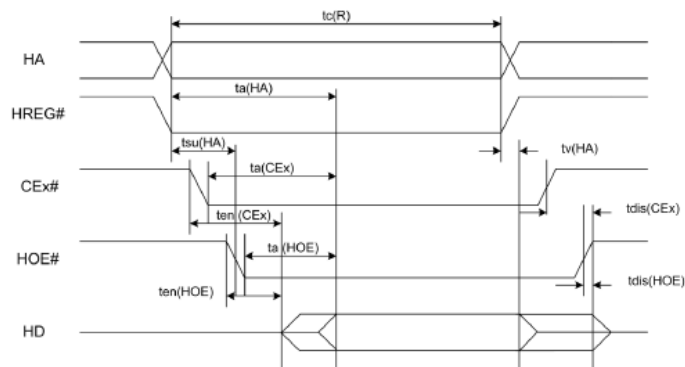 tc(R)
HA
ta(HA)
HREG#
tsu(HA)
tv(HA)
ta(CEx)
CEx#
ten (CEx)
tdis(CEx)
ta (HOE)
HOE#
ten(HOE)
tdis(HOE)
HD